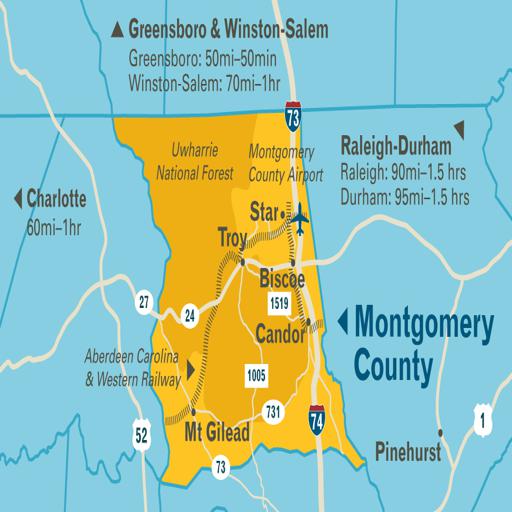 ▲ Greensboro & Winston-Salem
Greensboro: 50mi–50min
Winston-Salem: 70mi–1hr
73
Raleigh-Durham
Raleigh: 90mi–1.5 hrs
Durham: 95mi–1.5 hrs
Uwharrie
National Forest
Montgomery
County Airport
Charlotte
60mi–1hr
Star
Troy
Biscoe
27
24
1519
Candor
Montgomery
County
Aberdeen Carolina
& Western Railway
1005
731
74
1
52
Mt Gilead
Pinehurst
73